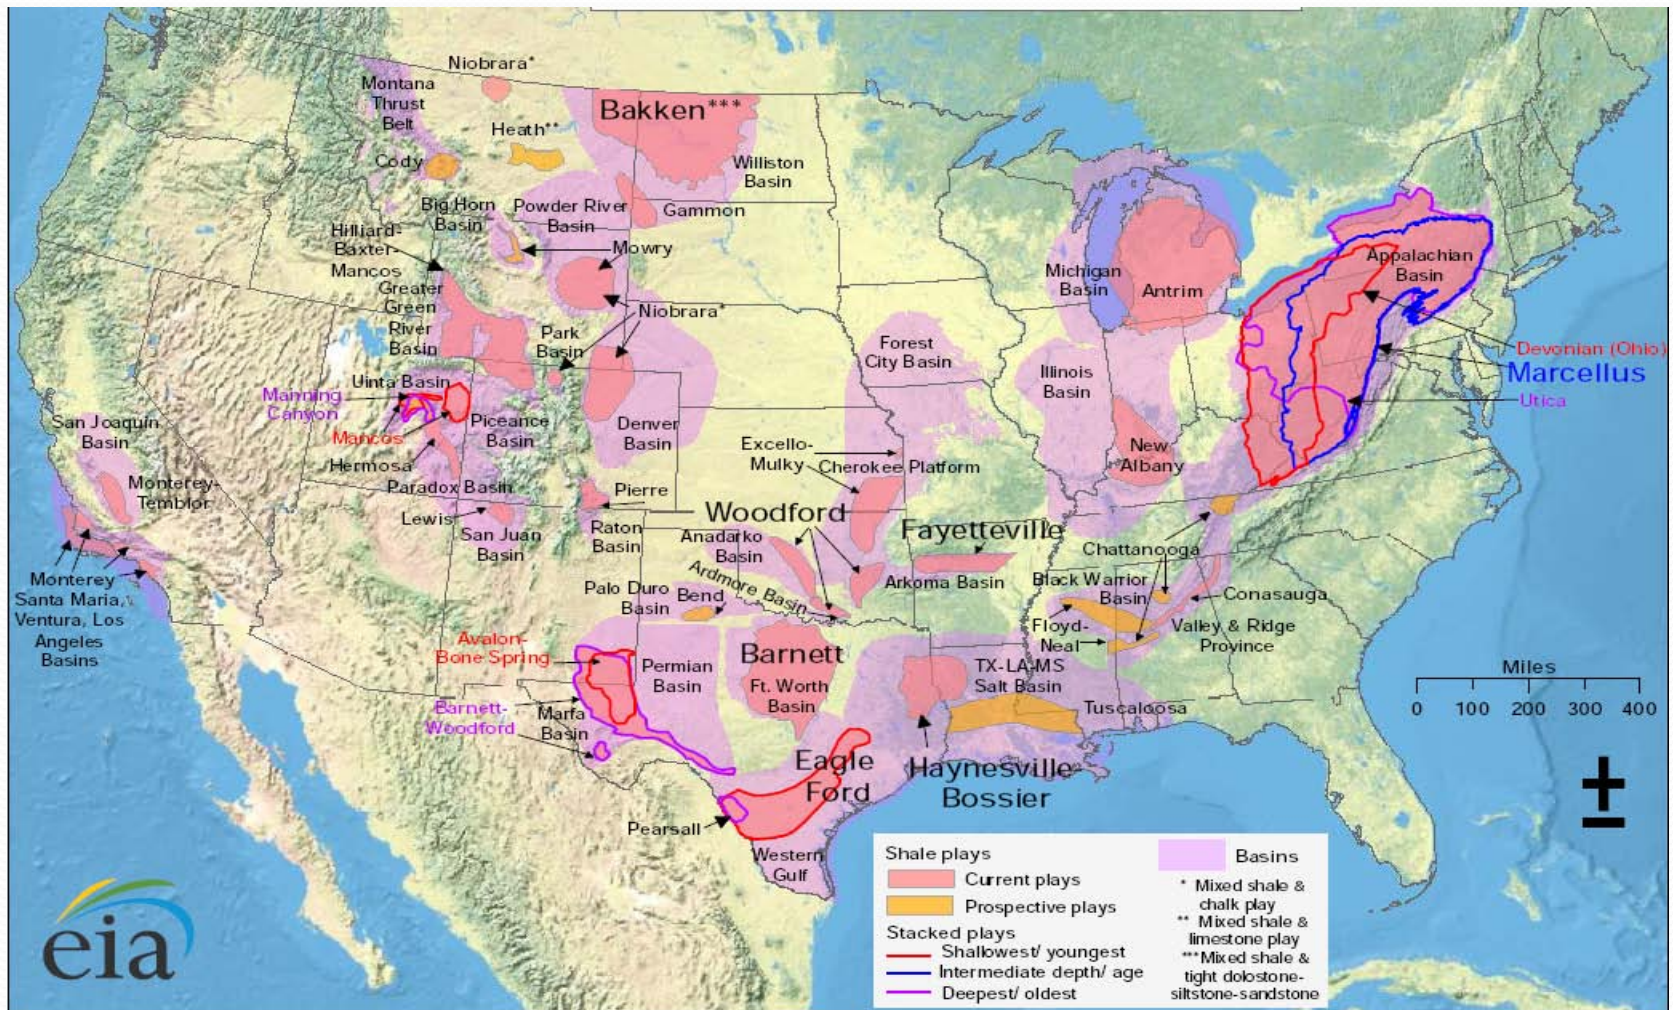 Niobrara*
Montana
Thrust
Belt
Bakken***
Heath**
Cody
Williston
Basin
Big Horn
Basin
Powder River
Basin
Gammon
Hilliard-
Baxter-
Mancos
Mowry
Greater
Green
River
Basin
Niobrara*
Park
Basin
Michigan
Basin
Antrim
Appalachian
Basin
Forest
City Basin
Illinois
Basin
Devonian (Ohio)
Marcellus
Utica
Uinta Basin
Manning
Canyon
Mancos
Piceance
Basin
Denver
Basin
San Joaquin
Basin
Monterey-
Temblor
Hermosa
Paradox Basin
Lewis
San Juan
Basin
Pierre
Raton
Basin
Excello-
Mulky
Cherokee Platform
New
Albany
Woodford
Anadarko
Basin
Fayetteville
Arkoma Basin
Chattanooga
Palo Duro
Basin
Bend
Ardmore Basin
Black Warrior
Basin
Conasauga
Floyd-
Neal
Valley & Ridge
Province
Monterey
Santa Maria,
Ventura, Los
Angeles
Basins
Avalon-
Bone Spring
Permian
Basin
Barnett
Ft. Worth
Basin
TX-LA-MS
Salt Basin
Tuscaloosa
Barnett-
Woodford
Marfa
Basin
Eagle
Ford
Haynesville-
Bossier
Pearsall
Western
Gulf
Miles
0 100 200 300 400
±
Shale plays
Current plays
Prospective plays
Stacked plays
Shallowest/ youngest
Intermediate depth/ age
Deepest/ oldest
Basins
* Mixed shale &
chalk play
** Mixed shale &
limestone play
***Mixed shale &
tight dolostone-
siltstone-sandstone
eia